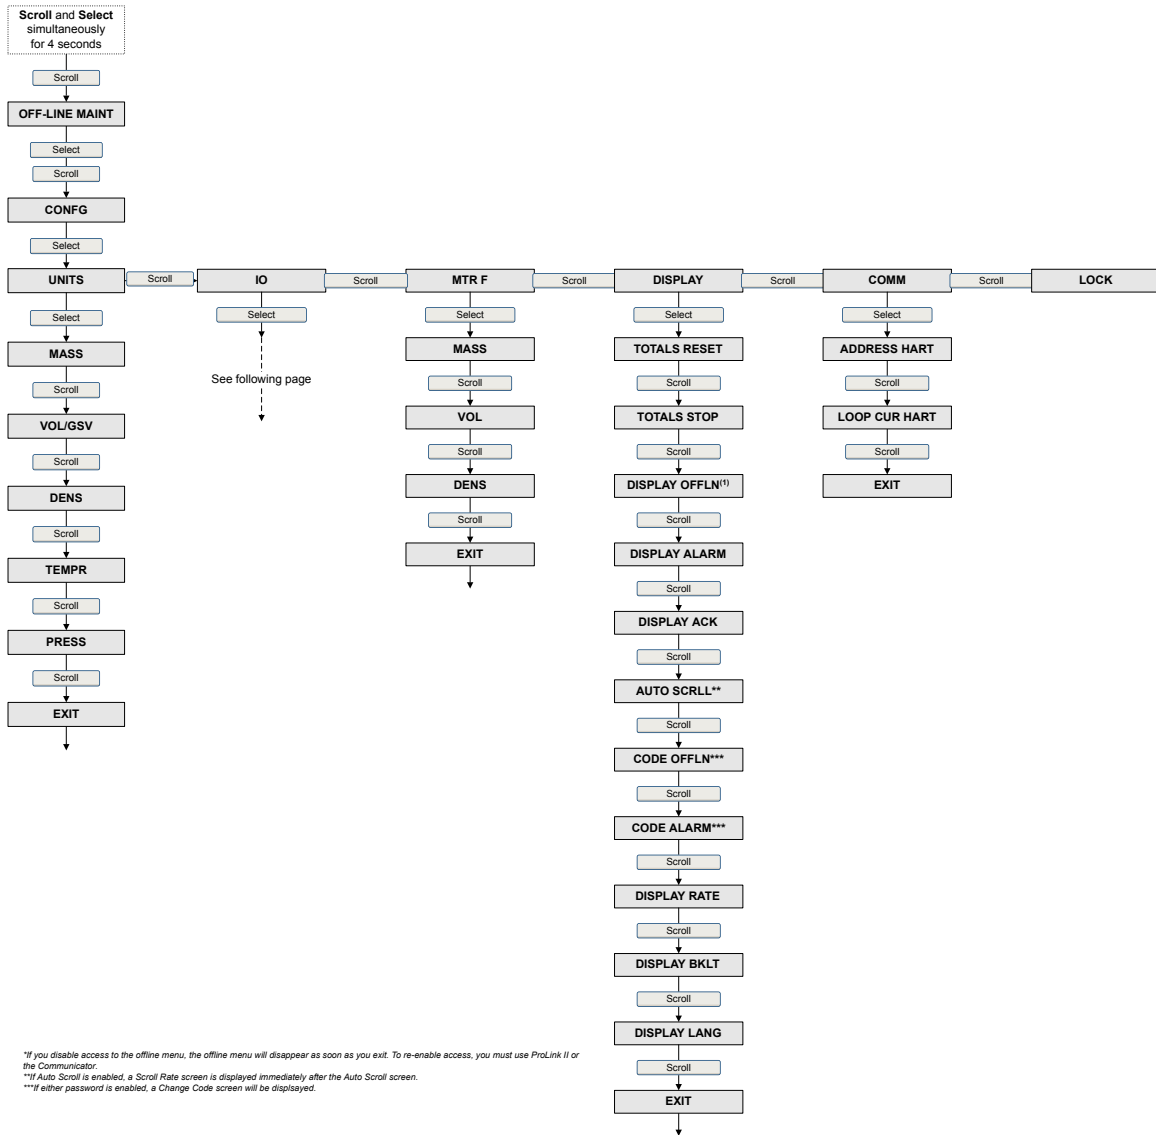 Scroll and Select
simultaneously
for 4 seconds
Scroll
OFF-LINE MAINT
Select
Scroll
CONFG
Select
UNITS
Scroll
IO
Scroll
MTR F
Scroll
DISPLAY
Scroll
COMM
Scroll
LOCK
Select
MASS
Scroll
VOL/GSV
Scroll
DENS
Scroll
TEMPR
Scroll
PRESS
Scroll
EXIT
Select
See following page
Select
MASS
Scroll
VOL
Scroll
DENS
Scroll
EXIT
Select
TOTALS RESET
Scroll
TOTALS STOP
Scroll
DISPLAY OFFLN(1)
Scroll
DISPLAY ALARM
Scroll
DISPLAY ACK
Scroll
AUTO SCRLL**
Scroll
CODE OFFLN***
Scroll
CODE ALARM***
Scroll
DISPLAY RATE
Scroll
DISPLAY BKLT
Scroll
DISPLAY LANG
Scroll
EXIT
Select
ADDRESS HART
Scroll
LOOP CUR HART
Scroll
EXIT
*If you disable access to the offline menu, the offline menu will disappear as soon as you exit. To re-enable access, you must use ProLink II or
the Communicator.
**If Auto Scroll is enabled, a Scroll Rate screen is displayed immediately after the Auto Scroll screen.
***If either password is enabled, a Change Code screen will be displsayed.